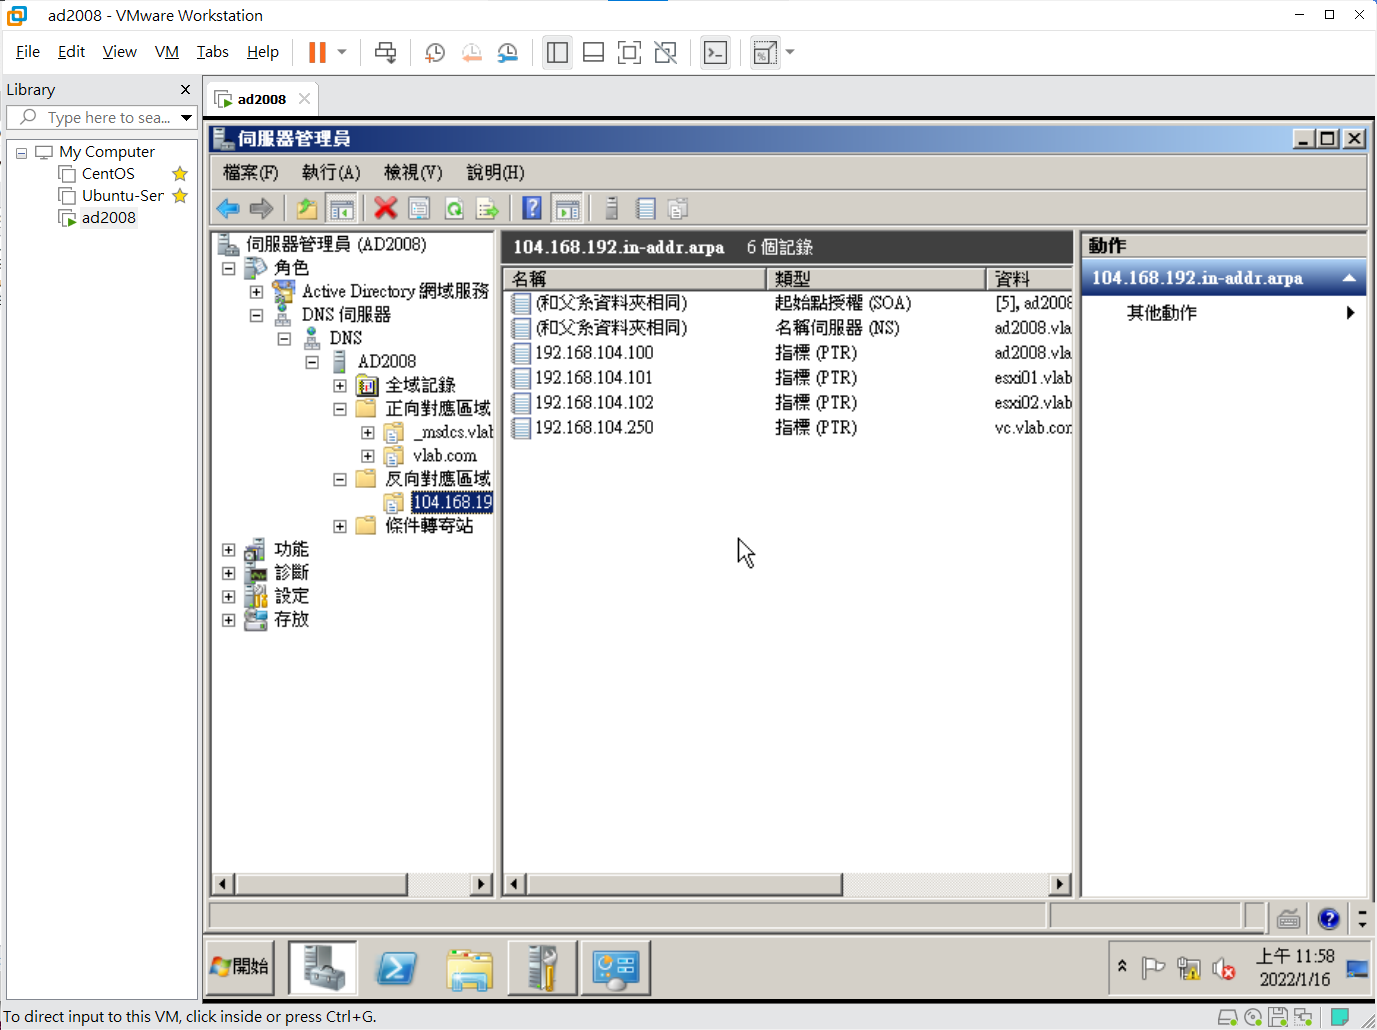 ad2008 - VMware Workstation
File Edit View VM Tabs Help
Library
Type here to sea...
My Computer
CentOS
Ubuntu-Ser
ad2008
ad2008
伺服器管理員
檔案(F) 執行(A) 檢視(V) 說明(H)
伺服器管理員 (AD2008)
角色
Active Directory 網域服務
DNS 伺服器
DNS
AD2008
全域記錄
正向對應區域
_msdcs.vlab
vlab.com
反向對應區域
104.168.19
條件轉寄站
功能
診斷
設定
存放
104.168.192.in-addr.arpa 6 個記錄
名稱 類型 資料
(和父系資料夾相同) 起始點授權 (SOA) [5], ad2008
(和父系資料夾相同) 名稱伺服器 (NS) ad2008.vla
192.168.104.100 指標 (PTR) ad2008.vla
192.168.104.101 指標 (PTR) esxi01.vlab
192.168.104.102 指標 (PTR) esxi02.vlab
192.168.104.250 指標 (PTR) vc.vlab.cor
動作
104.168.192.in-addr.arpa
其他動作
開始
上午 11:58
2022/1/16
To direct input to this VM, click inside or press Ctrl+G.